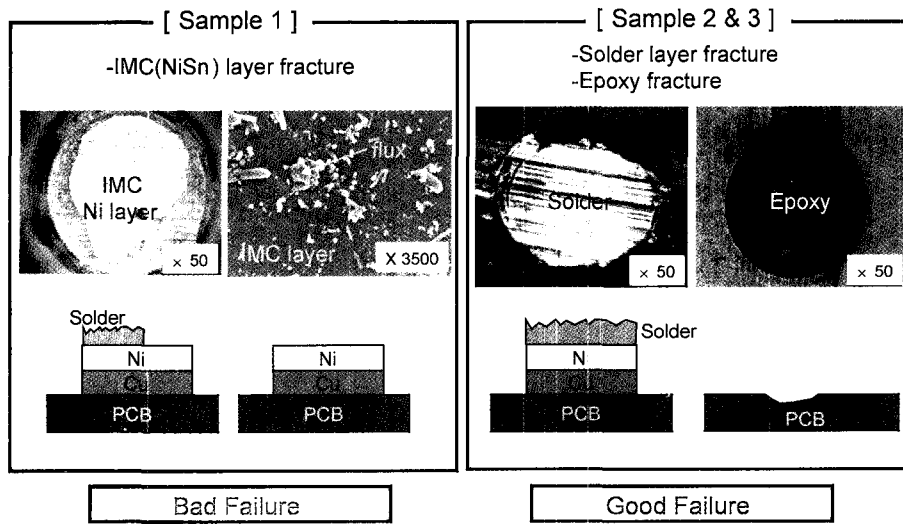 [ Sample 1 ]
-IMC(NiSn) layer fracture
IMC
Ni layer
× 50
flux
IMC layer
X 3500
Solder
Ni
Cu
PCB
Ni
Cu
PCB
Bad Failure
[ Sample 2 & 3 ]
-Solder layer fracture
-Epoxy fracture
Solder
× 50
Epoxy
× 50
Solder
N
Cu
PCB
PCB
Good Failure